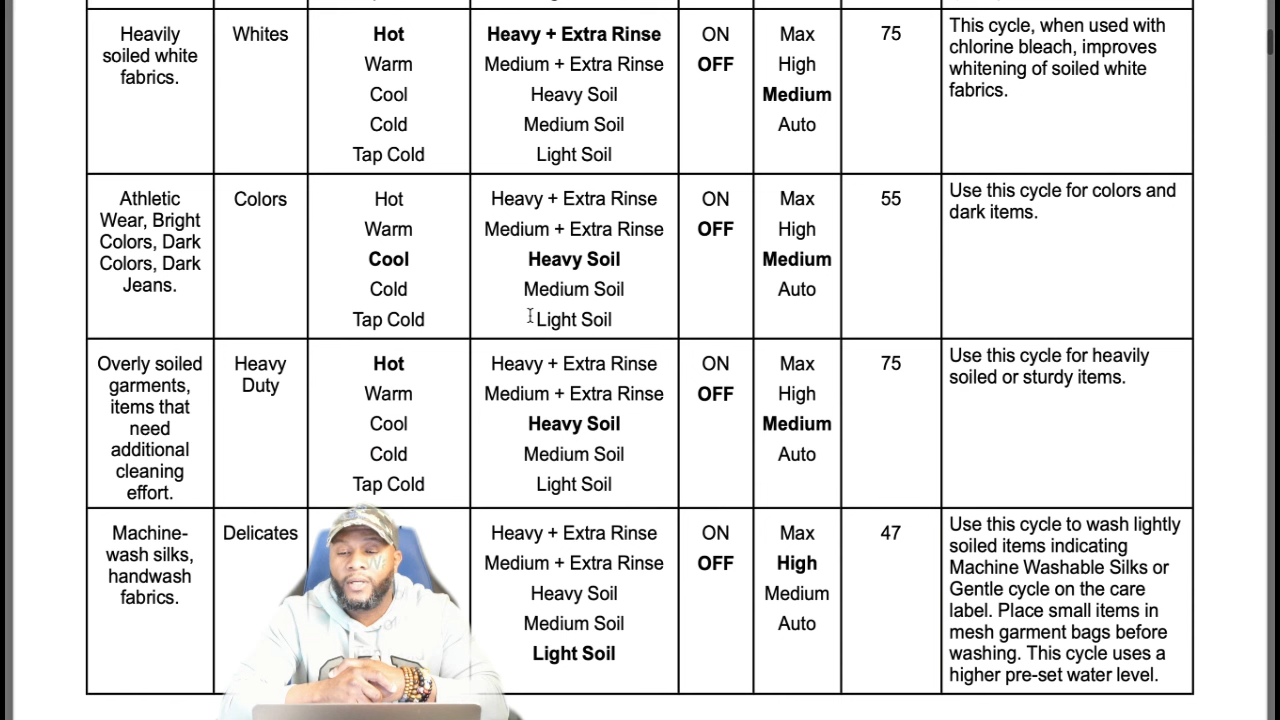 Heavily
soiled white
fabrics.
Whites
Hot
Warm
Cool
Cold
Tap Cold
Heavy + Extra Rinse
Medium + Extra Rinse
Heavy Soil
Medium Soil
Light Soil
ON
OFF
Max
High
Medium
Auto
75
This cycle, when used with
chlorine bleach, improves
whitening of soiled white
fabrics.
Athletic
Wear, Bright
Colors, Dark
Colors, Dark
Jeans.
Colors
Hot
Warm
Cool
Cold
Tap Cold
Heavy + Extra Rinse
Medium + Extra Rinse
Heavy Soil
Medium Soil
Light Soil
ON
OFF
Max
High
Medium
Auto
55
Use this cycle for colors and
dark items.
Overly soiled
garments,
items that
need
additional
cleaning
effort.
Heavy
Duty
Hot
Warm
Cool
Cold
Tap Cold
Heavy + Extra Rinse
Medium + Extra Rinse
Heavy Soil
Medium Soil
Light Soil
ON
OFF
Max
High
Medium
Auto
75
Use this cycle for heavily
soiled or sturdy items.
Machine-
wash silks,
handwash
fabrics.
Delicates
Heavy + Extra Rinse
Medium + Extra Rinse
Heavy Soil
Medium Soil
Light Soil
ON
OFF
Max
High
Medium
Auto
47
Use this cycle to wash lightly
soiled items indicating
Machine Washable Silks or
Gentle cycle on the care
label. Place small items in
mesh garment bags before
washing. This cycle uses a
higher pre-set water level.